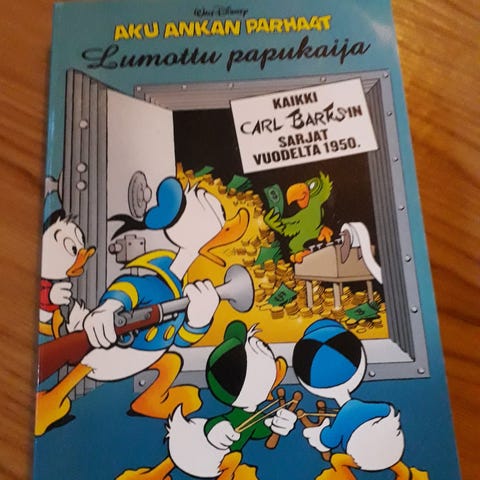 Walt Disney
AKU ANKAN PARHAAT
Lumottu papukaija
KAIKKI
CARL BARKSIN
SARJAT
VUODELTA 1950.